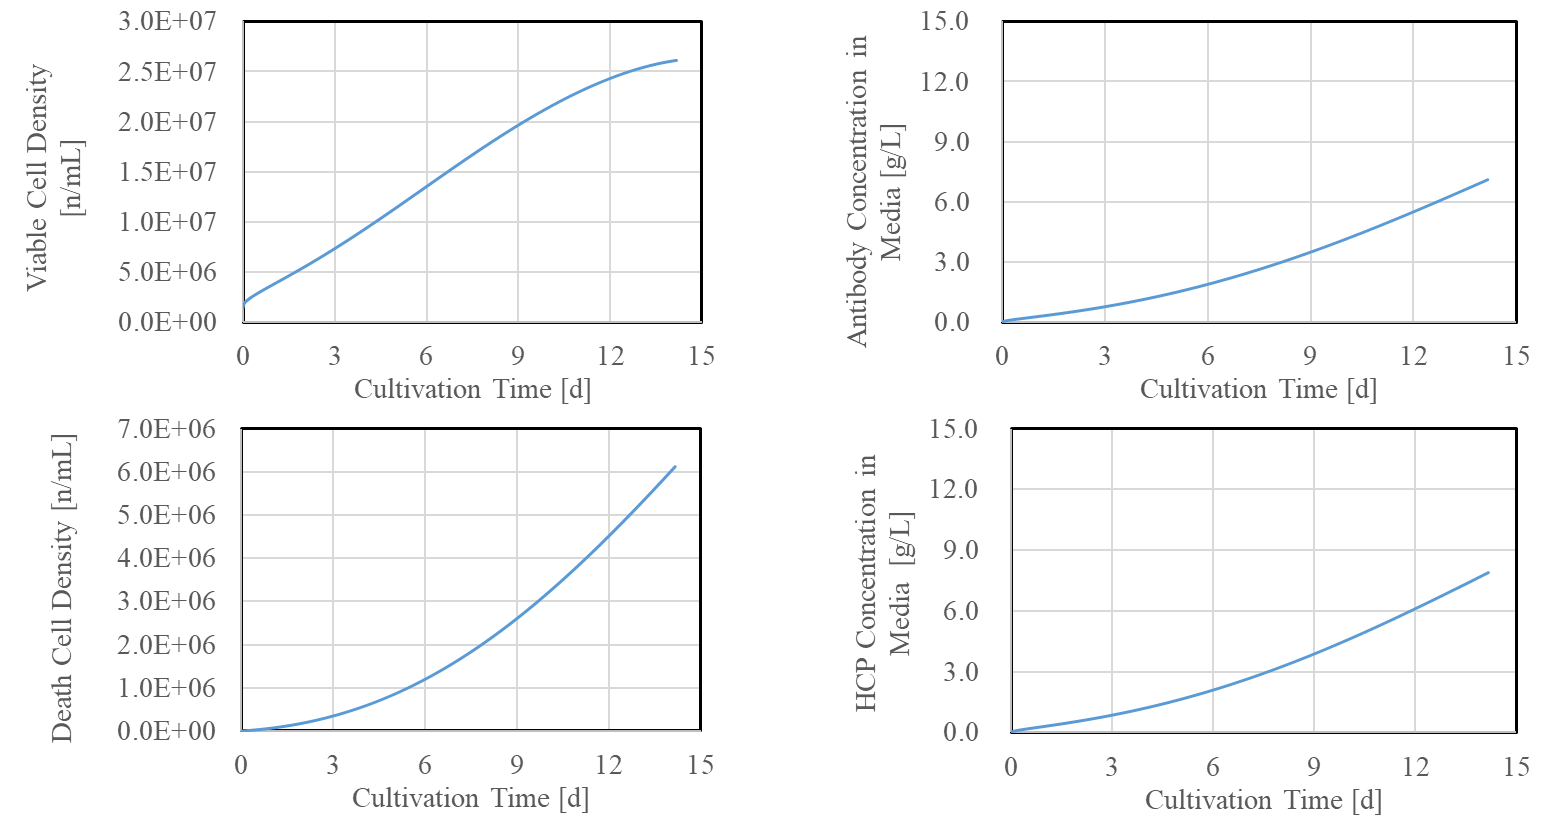 Viable Cell Density
[n/mL]
3.0E+07
2.5E+07
2.0E+07
1.5E+07
1.0E+07
5.0E+06
0.0E+00
0 3 6 9 12 15
Cultivation Time [d]
Antibody Concentration in
Media [g/L]
15.0
12.0
9.0
6.0
3.0
0.0
0 3 6 9 12 15
Cultivation Time [d]
Death Cell Density [n/mL]
7.0E+06
6.0E+06
5.0E+06
4.0E+06
3.0E+06
2.0E+06
1.0E+06
0.0E+00
0 3 6 9 12 15
Cultivation Time [d]
HCP Concentration in
Media [g/L]
15.0
12.0
9.0
6.0
3.0
0.0
0 3 6 9 12 15
Cultivation Time [d]